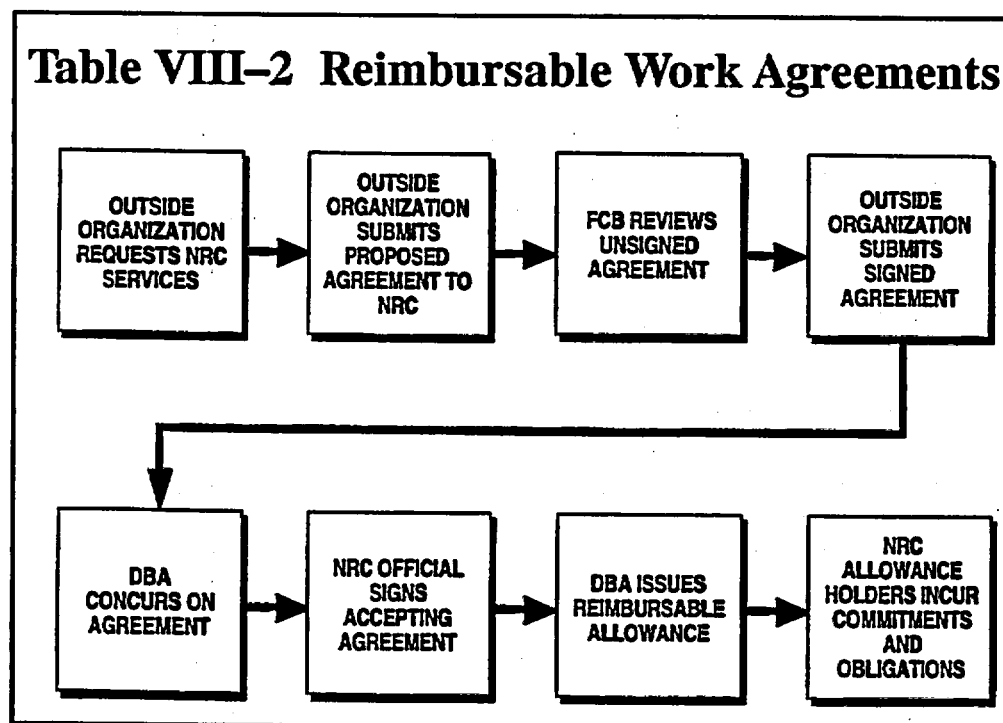 Table VIII–2 Reimbursable Work Agreements
OUTSIDE
ORGANIZATION
REQUESTS NRC
SERVICES
OUTSIDE
ORGANIZATION
SUBMITS
PROPOSED
AGREEMENT TO
NRC
FCB REVIEWS
UNSIGNED
AGREEMENT
OUTSIDE
ORGANIZATION
SUBMITS
SIGNED
AGREEMENT
DBA
CONCURS ON
AGREEMENT
NRC OFFICIAL
SIGNS
ACCEPTING
AGREEMENT
DBA ISSUES
REIMBURSABLE
ALLOWANCE
NRC
ALLOWANCE
HOLDERS INCUR
COMMITMENTS
AND
OBLIGATIONS